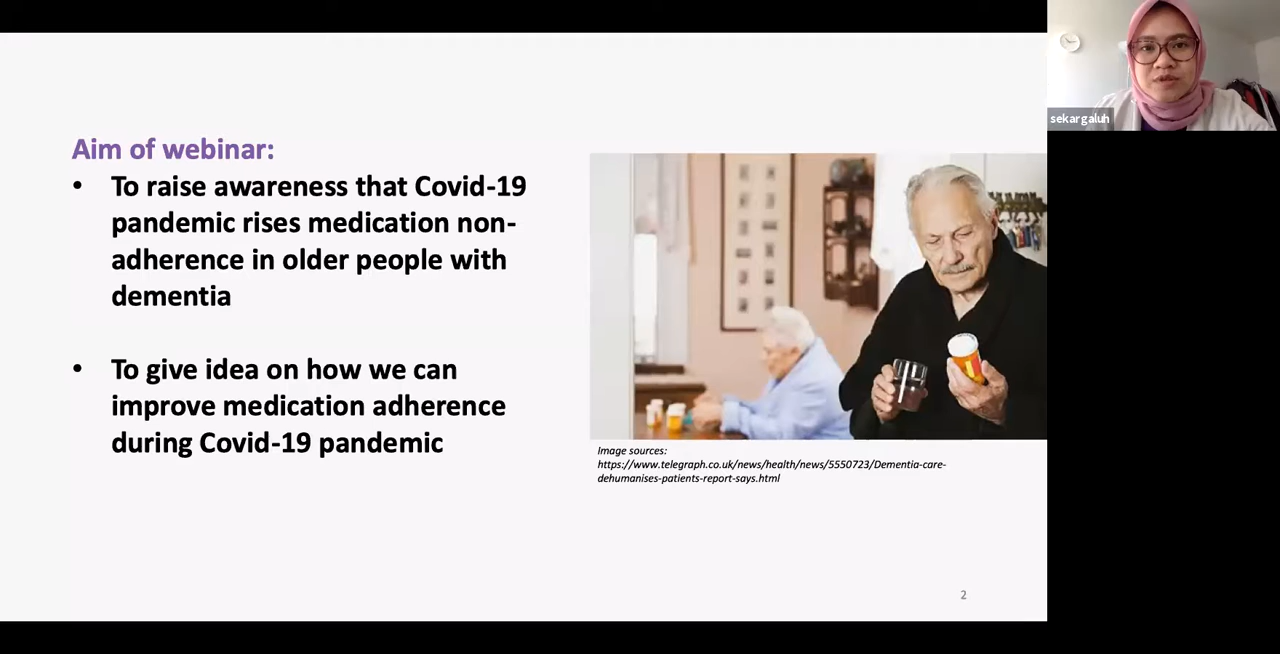 sekargaluh
Aim of webinar:
• To raise awareness that Covid-19
pandemic rises medication non-
adherence in older people with
dementia
• To give idea on how we can
improve medication adherence
during Covid-19 pandemic
Image sources:
https://www.telegraph.co.uk/news/health/news/5550723/Dementia-care-
dehumanises-patients-report-says.html
2